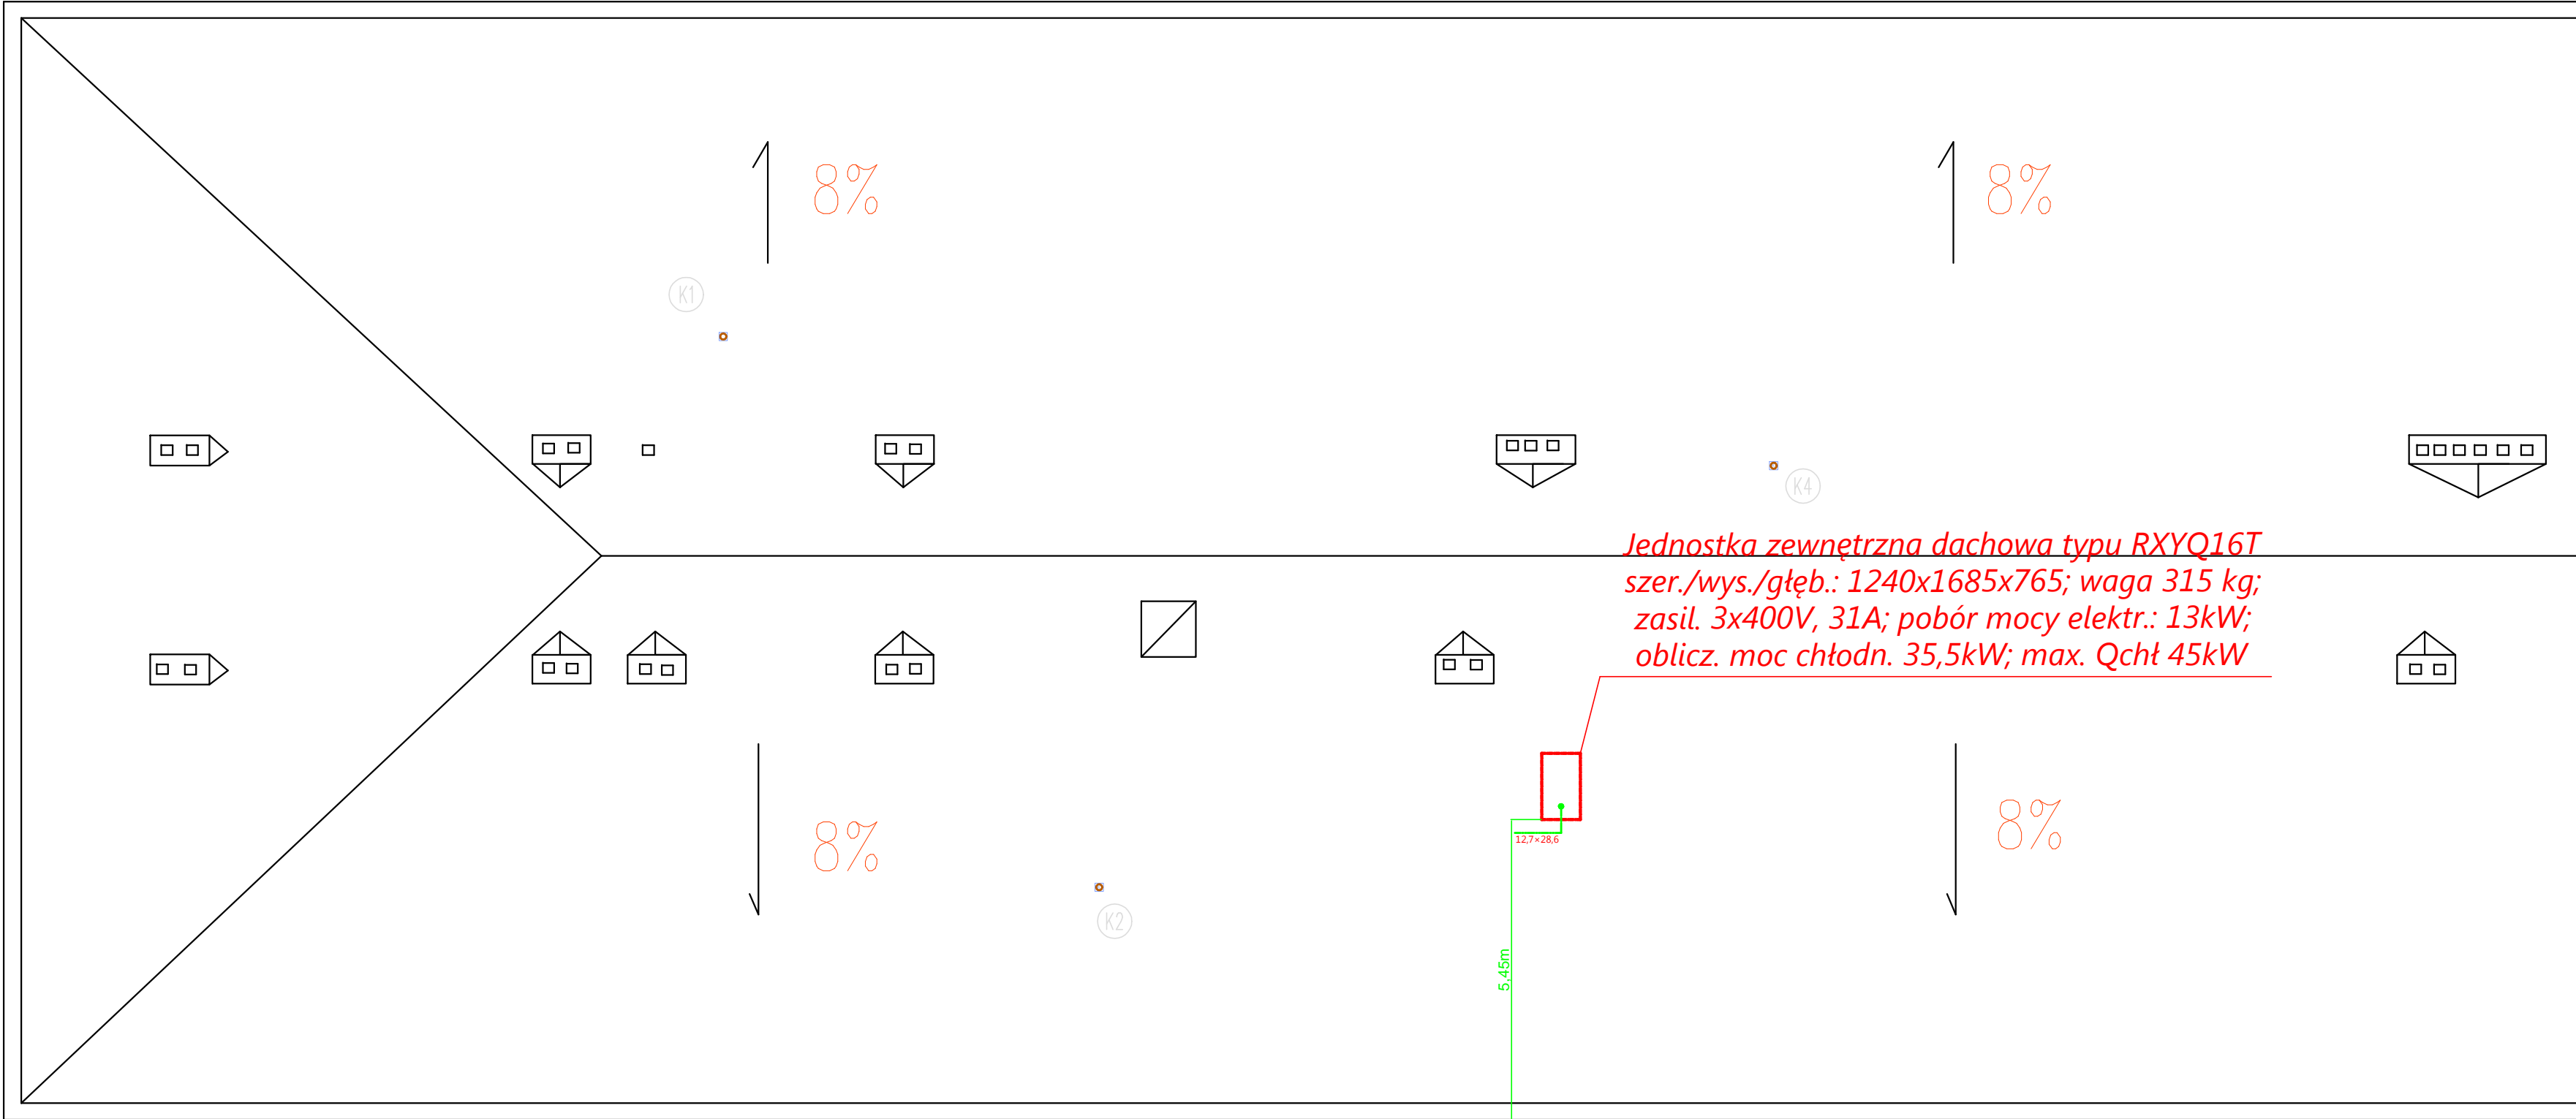 8%
8%
K1
K4
Jednostka zewnętrzna dachowa typu RXYQ16T
szer./wys./głęb.: 1240x1685x765; waga 315 kg;
zasil. 3x400V, 31A; pobór mocy elektr.: 13kW;
oblicz. moc chłodn. 35,5kW; max. Qchł 45kW
8%
8%
12,7×28,6
K2
5,45m